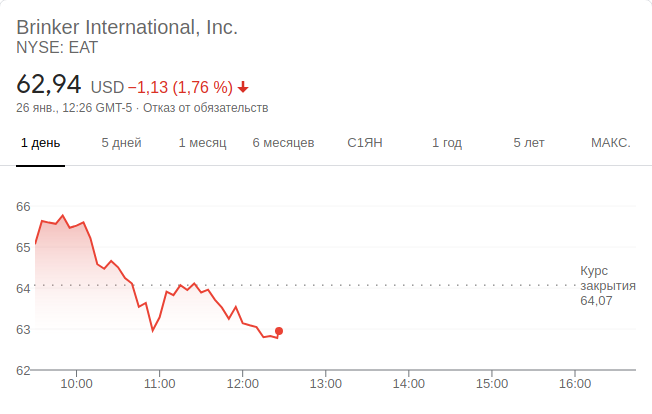 Brinker International, Inc.
NYSE: EAT
62,94 USD −1,13 (1,76 %)
26 янв., 12:26 GMT-5 · Отказ от обязательств
1 день 5 дней 1 месяц 6 месяцев С1ЯН 1 год 5 лет МАКС.
66
65
Курс
64 закрытия
64,07
63
62
10:00 11:00 12:00 13:00 14:00 15:00 16:00